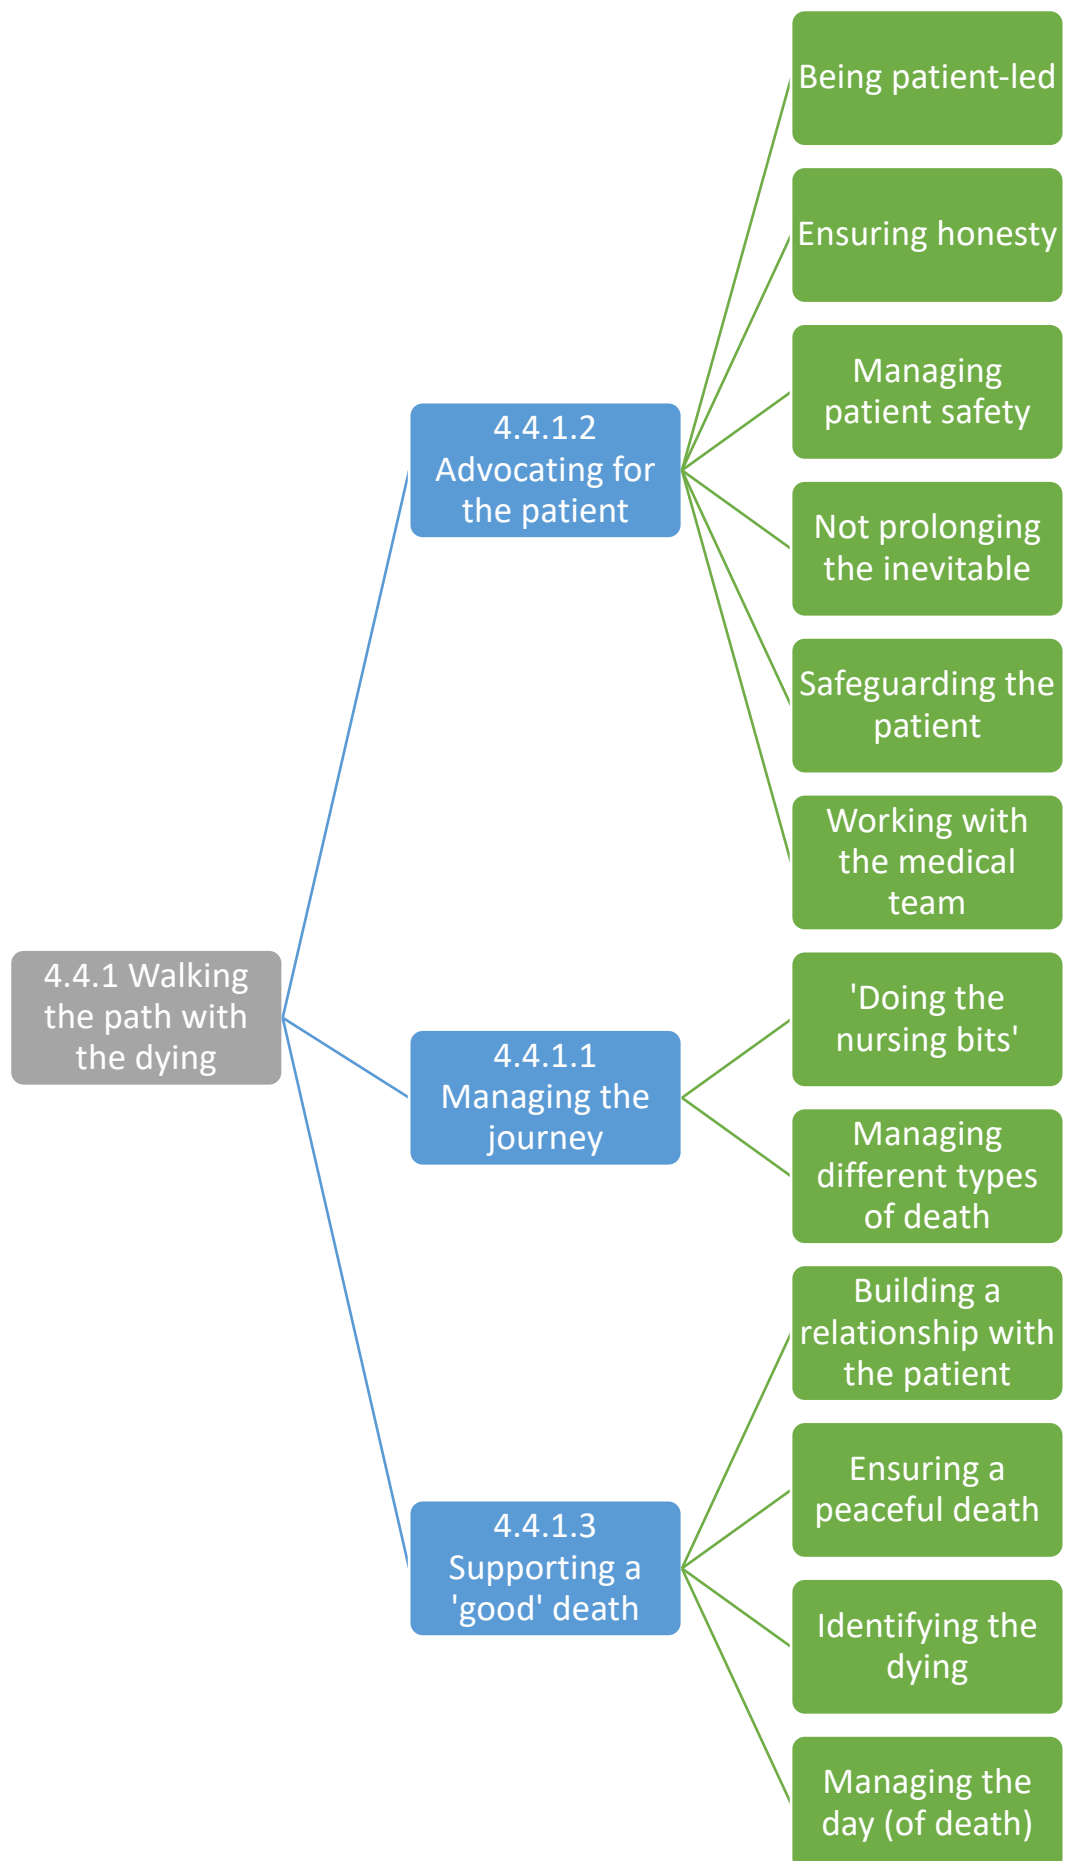 Being patient-led
Ensuring honesty
Managing
patient safety
4.4.1.2
Advocating for
the patient
Not prolonging
the inevitable
Safeguarding the
patient
Working with
the medical
team
4.4.1 Walking
the path with
the dying
'Doing the
nursing bits'
4.4.1.1
Managing the
journey
Managing
different types
of death
Building a
relationship with
the patient
Ensuring a
peaceful death
4.4.1.3
Supporting a
'good' death
Identifying the
dying
Managing the
day (of death)